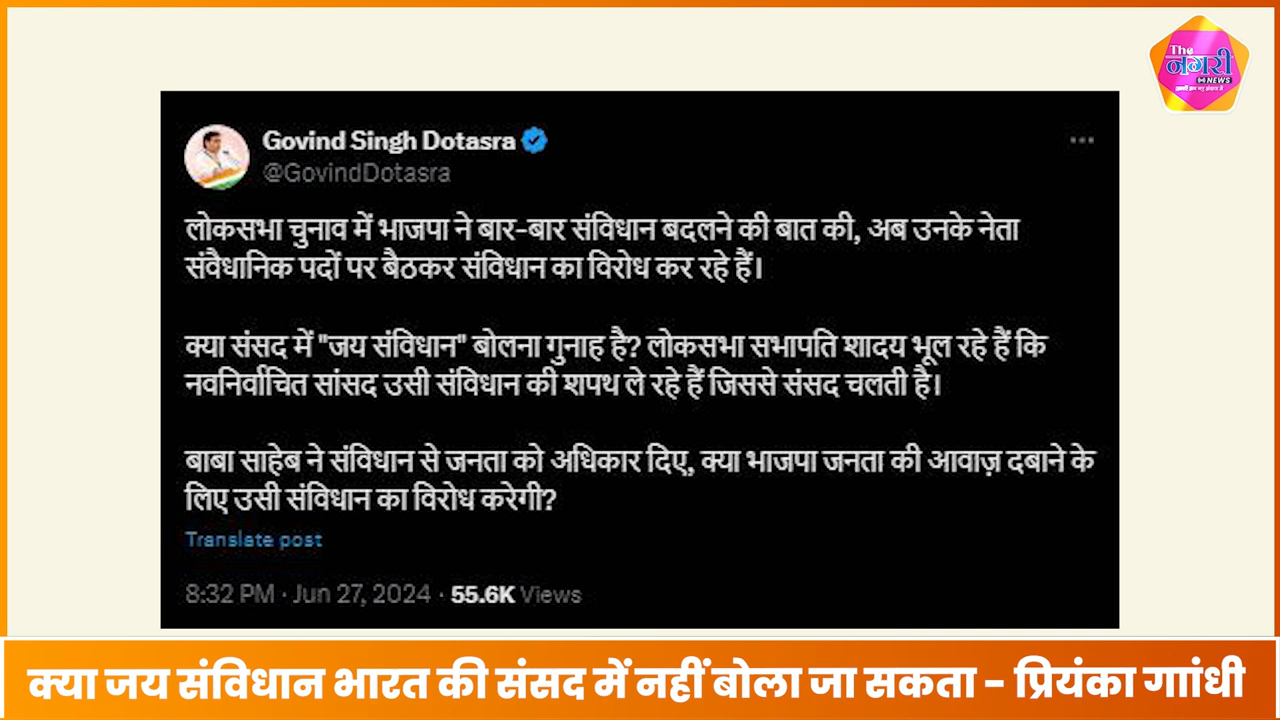 The
नगरी
NEWS
Govind Singh Dotasra
@GovindDotasra
लोकसभा चुनाव में भाजपा ने बार-बार संविधान बदलने की बात की, अब उनके नेता
संवैधानिक पदों पर बैठकर संविधान का विरोध कर रहे हैं।
क्या संसद में "जय संविधान" बोलना गुनाह है? लोकसभा सभापति शादय भूल रहे हैं कि
नवनिर्वाचित सांसद उसी संविधान की शपथ ले रहे हैं जिससे संसद चलती है।
बाबा साहेब ने संविधान से जनता को अधिकार दिए, क्या भाजपा जनता की आवाज़ दबाने के
लिए उसी संविधान का विरोध करेगी?
Translate post
8:32 PM · Jun 27, 2024 · 55.6K Views
क्या जय संविधान भारत की संसद में नहीं बोला जा सकता - प्रियंका गाांधी